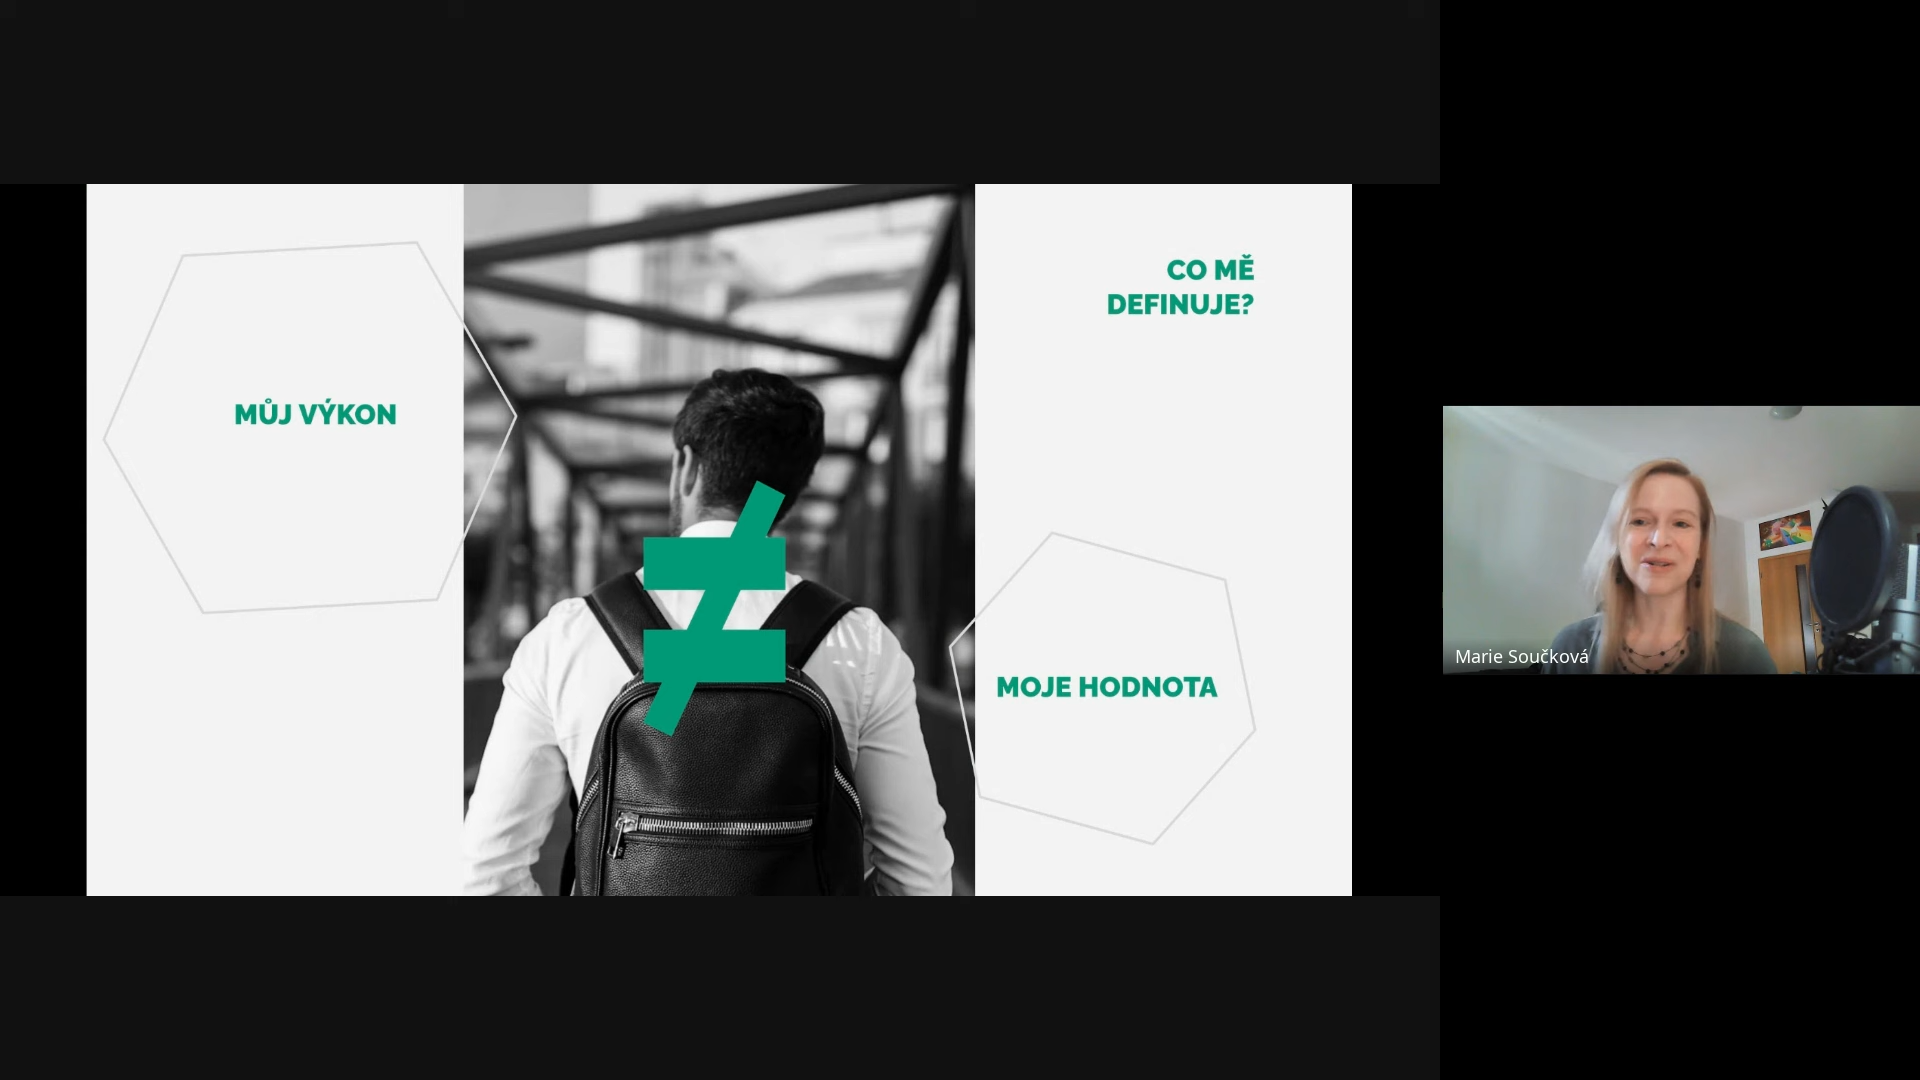 CO MĚ
DEFINUJE?
MŮJ VÝKON
≠
MOJE HODNOTA
Marie Součková